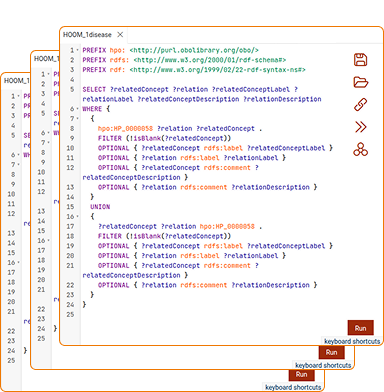 HOOM_1disease ✕
1 PREFIX hpo: <http://purl.obolibrary.org/obo/>
2 PREFIX rdfs: <http://www.w3.org/2000/01/rdf-schema#>
3 PREFIX rdf: <http://www.w3.org/1999/02/22-rdf-syntax-ns#>
4
5 SELECT ?relatedConcept ?relation ?relatedConceptLabel ?
relationLabel ?relatedConceptDescription ?relationDescription
6 WHERE {
7 {
8 hpo:HP_0000058 ?relation ?relatedConcept .
9 FILTER (!isBlank(?relatedConcept))
10 OPTIONAL { ?relatedConcept rdfs:label ?relatedConceptLabel }
11 OPTIONAL { ?relation rdfs:label ?relationLabel }
12 OPTIONAL { ?relatedConcept rdfs:comment ?
relatedConceptDescription }
13 OPTIONAL { ?relation rdfs:comment ?relationDescription }
14 }
15 UNION
16 {
17 ?relatedConcept ?relation hpo:HP_0000058 .
18 FILTER (!isBlank(?relatedConcept))
19 OPTIONAL { ?relatedConcept rdfs:label ?relatedConceptLabel }
20 OPTIONAL { ?relation rdfs:label ?relationLabel }
21 OPTIONAL { ?relatedConcept rdfs:comment ?
relatedConceptDescription }
22 OPTIONAL { ?relation rdfs:comment ?relationDescription }
23 }
24 }
25
Run
keyboard shortcuts
Run
keyboard shortcuts
Run
keyboard shortcuts
HOOM_1
HOOM_1